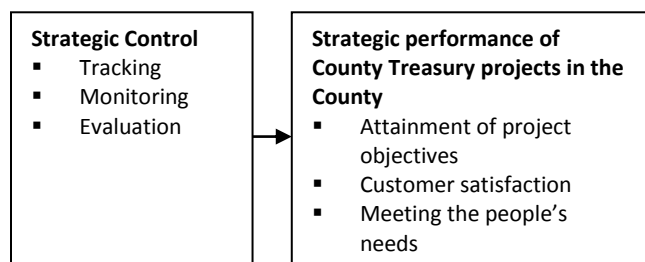 Strategic Control
▪ Tracking
▪ Monitoring
▪ Evaluation
Strategic performance of
County Treasury projects in the
County
▪ Attainment of project
objectives
▪ Customer satisfaction
▪ Meeting the people’s
needs